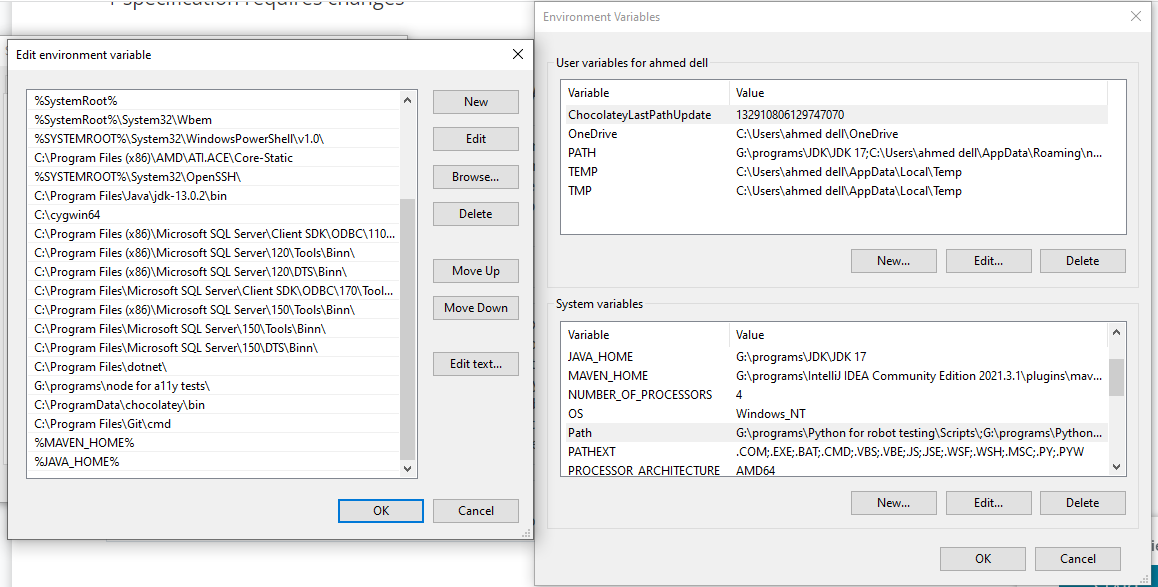 Edit environment variable
%SystemRoot%
%SystemRoot%\System32\Wbem
%SYSTEMROOT%\System32\WindowsPowerShell\v1.0\
C:\Program Files (x86)\AMD\ATI.ACE\Core-Static
%SYSTEMROOT%\System32\OpenSSH\
C:\Program Files\Java\jdk-13.0.2\bin
C:\cygwin64
C:\Program Files (x86)\Microsoft SQL Server\Client SDK\ODBC\110...
C:\Program Files (x86)\Microsoft SQL Server\120\Tools\Binn\
C:\Program Files (x86)\Microsoft SQL Server\120\DTS\Binn\
C:\Program Files\Microsoft SQL Server\Client SDK\ODBC\170\Tool...
C:\Program Files (x86)\Microsoft SQL Server\150\Tools\Binn\
C:\Program Files\Microsoft SQL Server\150\Tools\Binn\
C:\Program Files\Microsoft SQL Server\150\DTS\Binn\
C:\Program Files\dotnet\
G:\programs\node for a11y tests\
C:\ProgramData\chocolatey\bin
C:\Program Files\Git\cmd
%MAVEN_HOME%
%JAVA_HOME%
New
Edit
Browse...
Delete
Move Up
Move Down
Edit text...
OK
Cancel
Environment Variables
User variables for ahmed dell
Variable Value
ChocolateyLastPathUpdate 132910806129747070
OneDrive C:\Users\ahmed dell\OneDrive
PATH G:\programs\JDK\JDK 17;C:\Users\ahmed dell\AppData\Roaming\n...
TEMP C:\Users\ahmed dell\AppData\Local\Temp
TMP C:\Users\ahmed dell\AppData\Local\Temp
New... Edit... Delete
System variables
Variable Value
JAVA_HOME G:\programs\JDK\JDK 17
MAVEN_HOME G:\programs\IntelliJ IDEA Community Edition 2021.3.1\plugins\mav...
NUMBER_OF_PROCESSORS 4
OS Windows_NT
Path G:\programs\Python for robot testing\Scripts\;G:\programs\Python...
PATHEXT .COM;.EXE;.BAT;.CMD;.VBS;.VBE;.JS;.JSE;.WSF;.WSH;.MSC;.PY;.PYW
PROCESSOR_ARCHITECTURE AMD64
New... Edit... Delete
OK Cancel